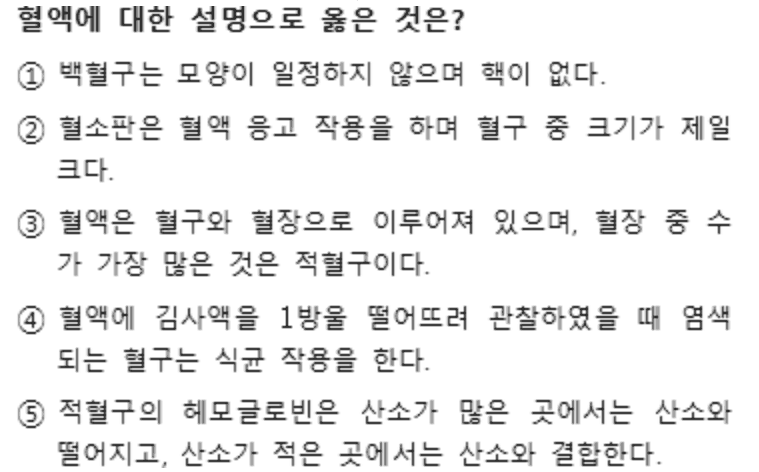 혈액에 대한 설명으로 옳은 것은?
① 백혈구는 모양이 일정하지 않으며 핵이 없다.
② 혈소판은 혈액 응고 작용을 하며 혈구 중 크기가 제일
크다.
③ 혈액은 혈구와 혈장으로 이루어져 있으며, 혈장 중 수
가 가장 많은 것은 적혈구이다.
④ 혈액에 김사액을 1방울 떨어뜨려 관찰하였을 때 염색
되는 혈구는 식균 작용을 한다.
⑤ 적혈구의 헤모글로빈은 산소가 많은 곳에서는 산소와
떨어지고, 산소가 적은 곳에서는 산소와 결합한다.